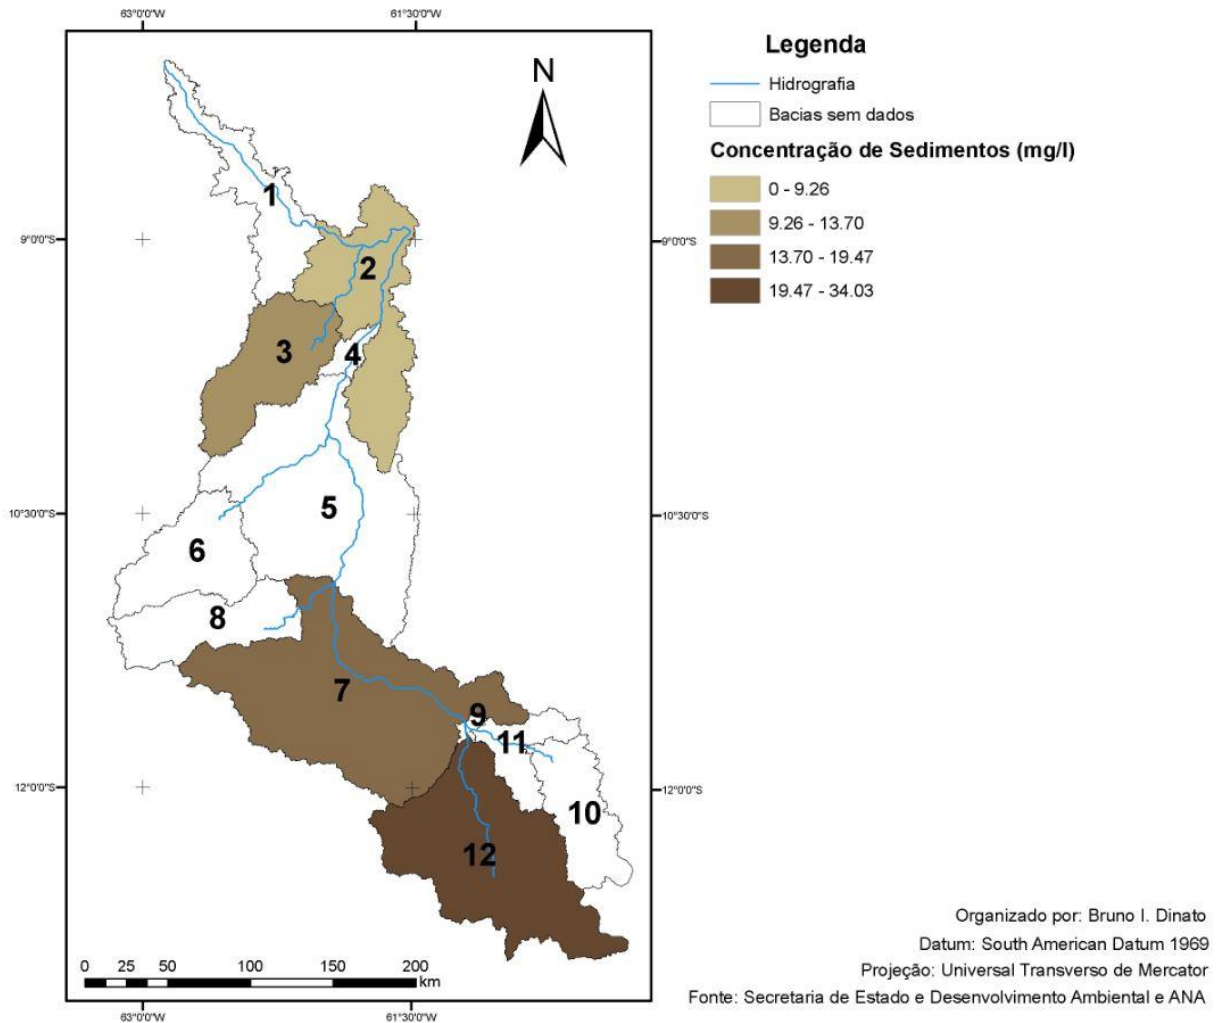 63°0'0"W
61°30'0"W
N
1
9°0'0"S
9°0'0"S
2
3
4
5
10°30'0"S
10°30'0"S
6
8
7
9
11
12°0'0"S
12°0'0"S
10
12
0 25 50 100 150 200
km
63°0'0"W
61°30'0"W
Legenda
Hidrografia
Bacias sem dados
Concentração de Sedimentos (mg/l)
0 - 9.26
9.26 - 13.70
13.70 - 19.47
19.47 - 34.03
Organizado por: Bruno I. Dinato
Datum: South American Datum 1969
Projeção: Universal Transverso de Mercator
Fonte: Secretaria de Estado e Desenvolvimento Ambiental e ANA